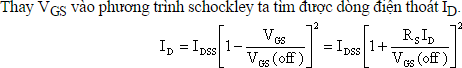 Thay V_GS vào phương trình schockley ta tìm được dòng điện thoát I_D.
I_D = I_DSS[1 - V_GS / V_GS(off)]^2 = I_DSS[1 + R_S I_D / V_GS(off)]^2